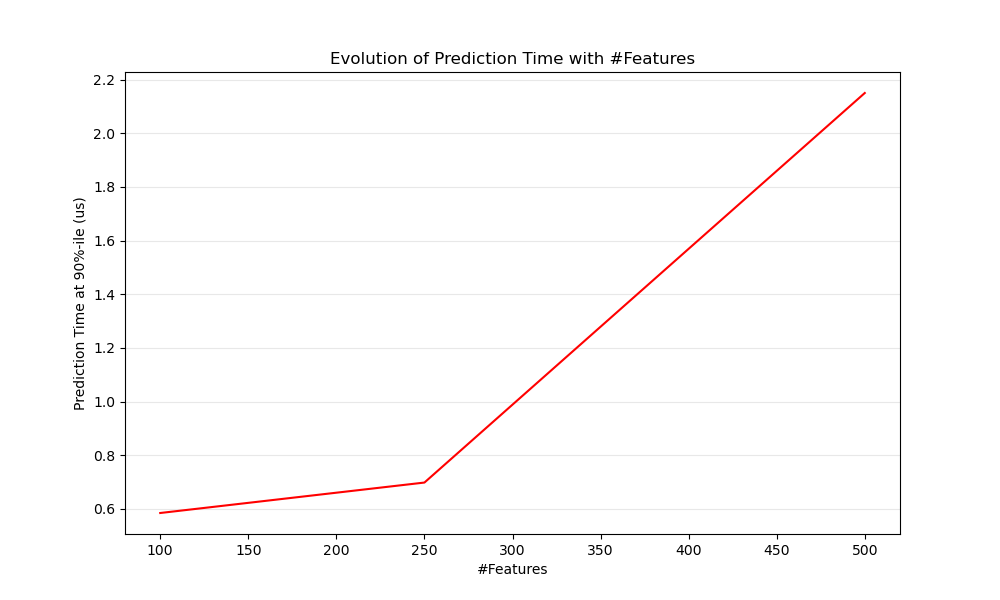 Evolution of Prediction Time with #Features
Prediction Time at 90%-ile (us)
2.2
2.0
1.8
1.6
1.4
1.2
1.0
0.8
0.6
100 150 200 250 300 350 400 450 500
#Features